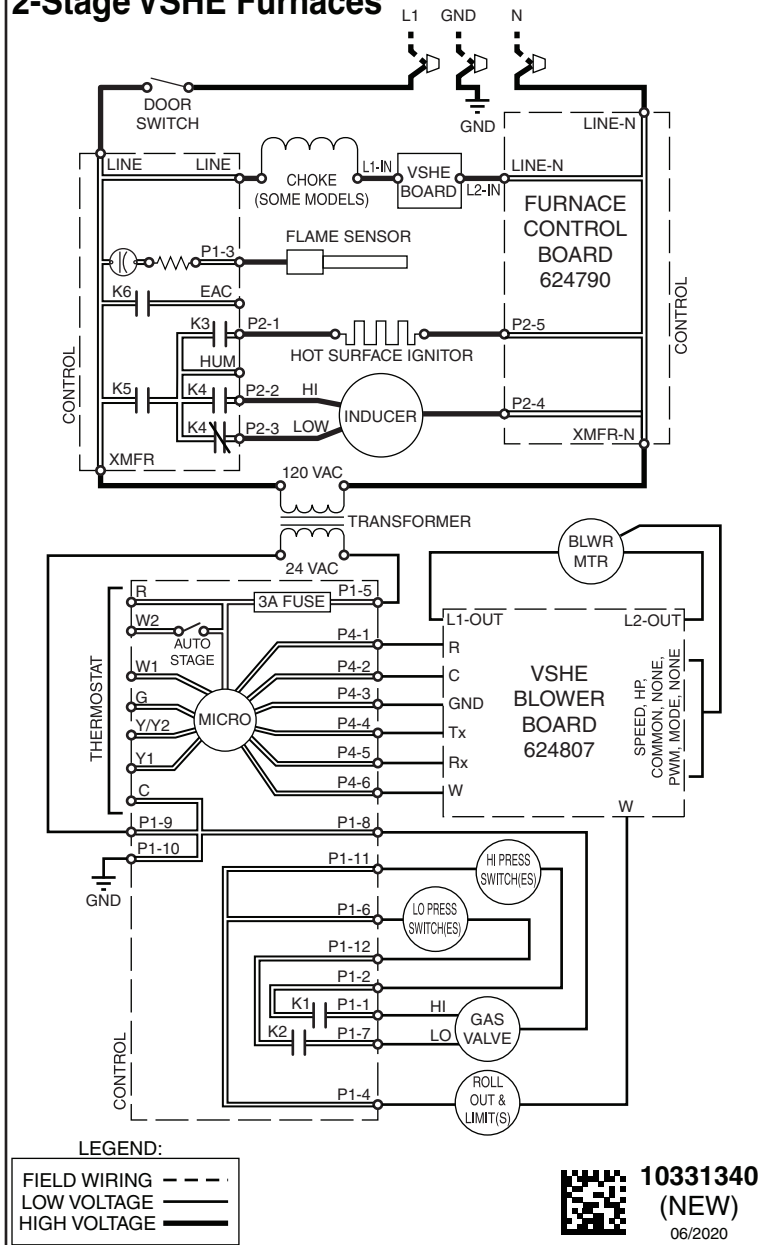 2-Stage VSHE Furnaces
L1 GND N
DOOR
SWITCH
GND
LINE-N
LINE LINE
CHOKE
(SOME MODELS)
L1-IN
VSHE
BOARD
L2-IN
LINE-N
FURNACE
CONTROL
BOARD
624790
P1-3
FLAME SENSOR
K6
EAC
K3
P2-1
HOT SURFACE IGNITOR
P2-5
HUM
CONTROL
CONTROL
K5
K4
P2-2
HI
INDUCER
P2-4
K4
P2-3
LOW
XMFR-N
XMFR
120 VAC
TRANSFORMER
24 VAC
BLWR
MTR
R
3A FUSE
P1-5
L1-OUT
L2-OUT
W2
AUTO
STAGE
P4-1
R
W1
P4-2
C
G
MICRO
P4-3
GND
Y/Y2
P4-4
Tx
Y1
P4-5
Rx
C
P4-6
W
THERMOSTAT
VSHE
BLOWER
BOARD
624807
SPEED, HP,
COMMON, NONE,
PWM, MODE, NONE
W
P1-9
P1-8
P1-10
GND
P1-11
HI PRESS
SWITCH(ES)
P1-6
LO PRESS
SWITCH(ES)
P1-12
P1-2
K1
P1-1
HI
GAS
VALVE
K2
P1-7
LO
CONTROL
P1-4
ROLL
OUT &
LIMIT(S)
LEGEND:
FIELD WIRING
LOW VOLTAGE
HIGH VOLTAGE
10331340
(NEW)
06/2020